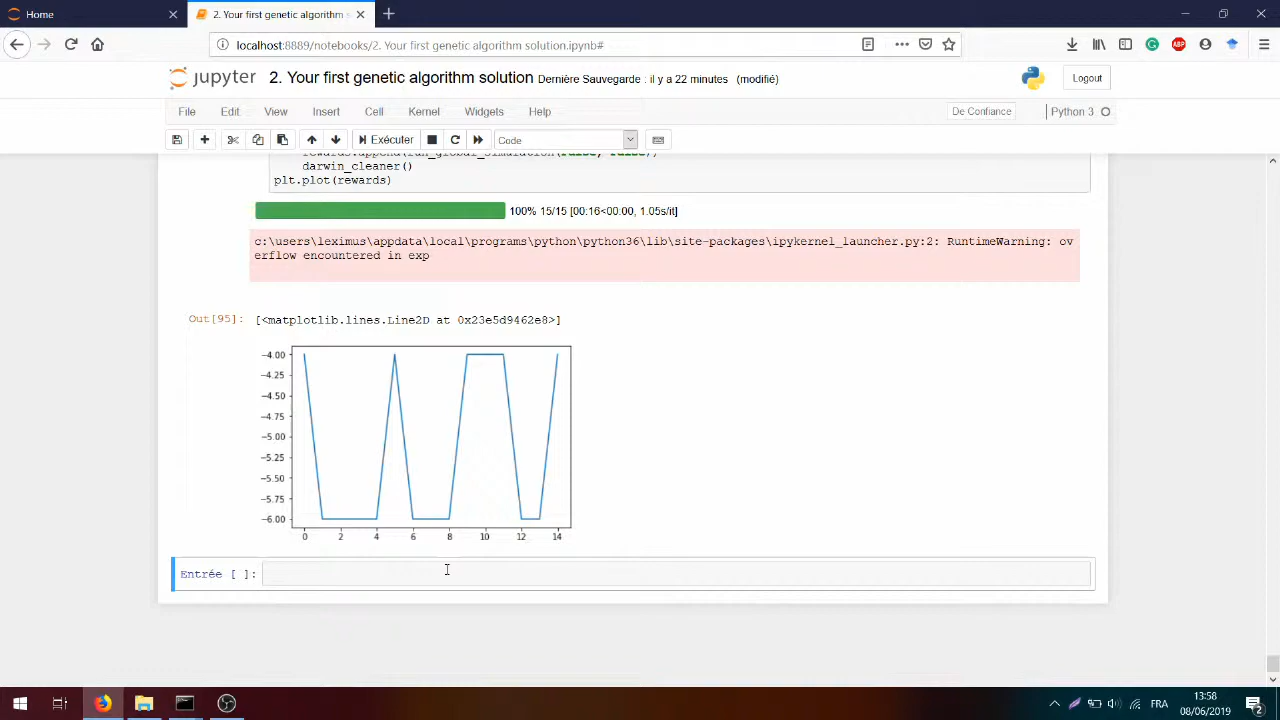 Home
2. Your first genetic algorithm s
localhost:8889/notebooks/2. Your first genetic algorithm solution.ipynb#
ABP
jupyter 2. Your first genetic algorithm solution Dernière Sauvegarde : il y a 22 minutes (modifié)
Logout
File Edit View Insert Cell Kernel Widgets Help
De Confiance
Python 3
Exécuter
Code
darwin_cleaner()
plt.plot(rewards)
100% 15/15 [00:16<00:00, 1.05s/it]
c:\users\leximus\appdata\local\programs\python\python36\lib\site-packages\ipykernel_launcher.py:2: RuntimeWarning: ov
erflow encountered in exp
Out[95]: [<matplotlib.lines.Line2D at 0x23e5d9462e8>]
−4.00
−4.25
−4.50
−4.75
−5.00
−5.25
−5.50
−5.75
−6.00
0 2 4 6 8 10 12 14
Entrée [ ]:
FRA
13:58
08/06/2019
2